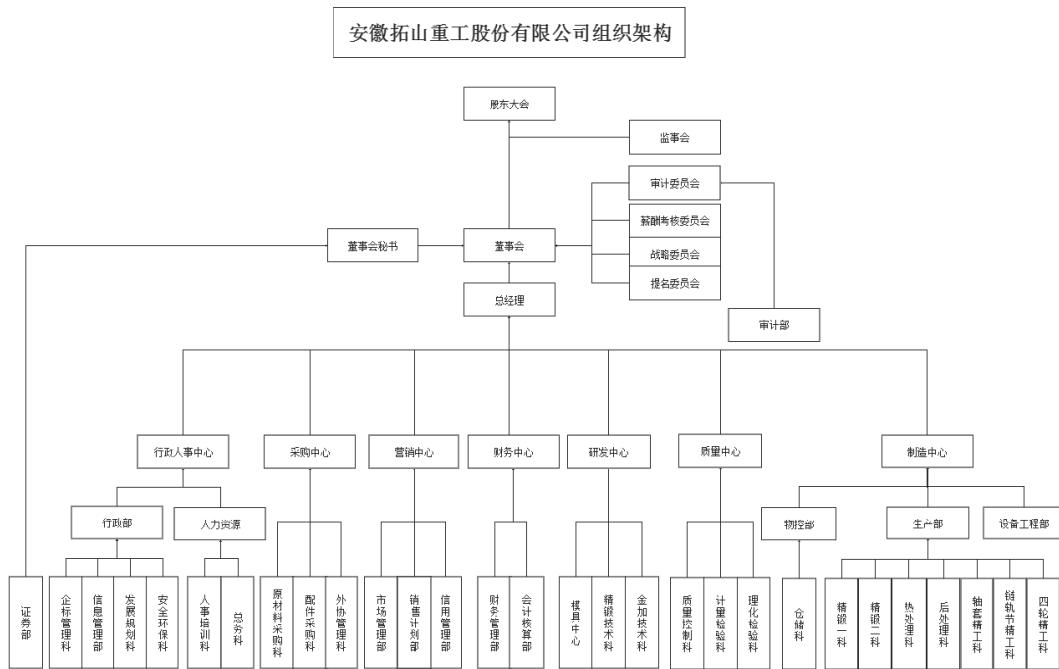 安徽拓山重工股份有限公司组织架构
股东大会
监事会
审计委员会
薪酬考核委员会
董事会秘书
董事会
战略委员会
提名委员会
总经理
审计部
行政人事中心
采购中心
营销中心
财务中心
研发中心
质量中心
制造中心
行政部
人力资源
物控部
生产部
设备工程部
证券部
企标管理科
信息管理部
发展规划科
安全环保科
人事培训科
总务科
原材料采购科
配件采购科
外协管理科
市场管理部
销售计划部
信用管理部
财务管理部
会计核算部
模具中心
精锻技术科
金加技术科
质量控制科
计量检验科
理化检验科
仓储科
精锻一科
精锻二科
热处理科
后处理科
轴套精工科
链轨节精工科
四轮精工科